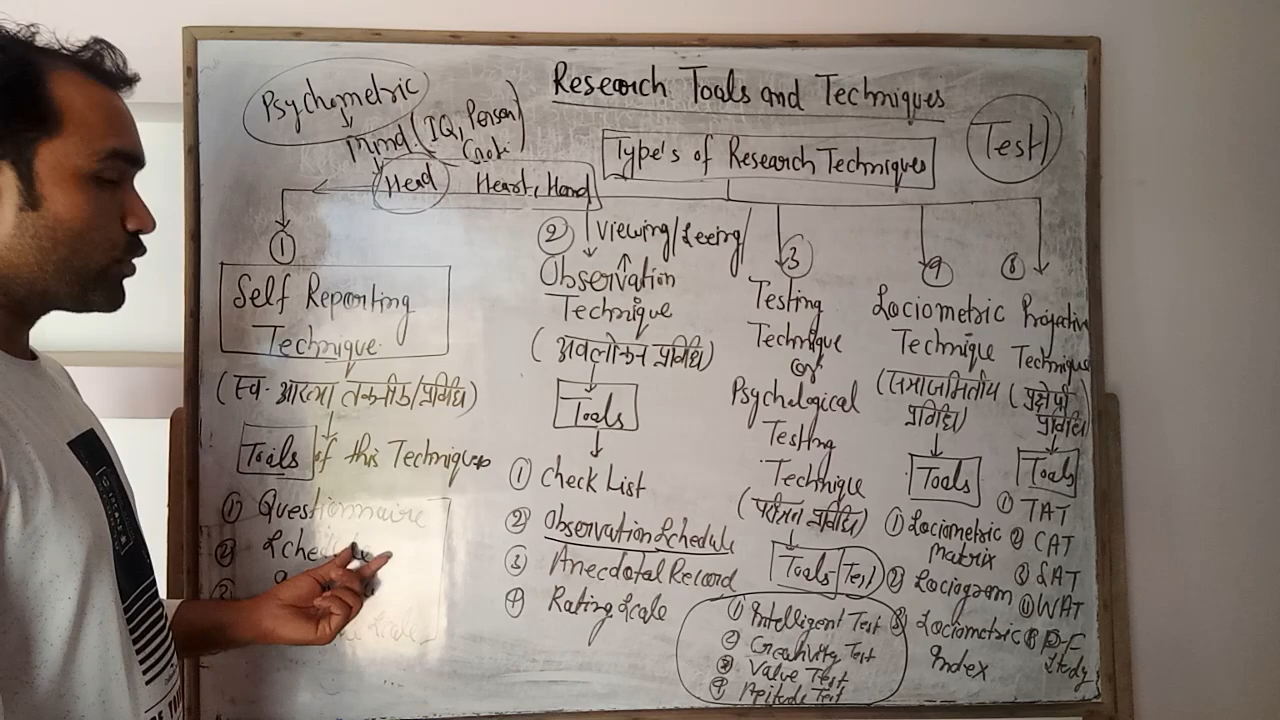 Research Tools and Techniques
Psychometric
Mind (IQ, Person
Test
Type's of Research Techniques
Head Heart, Hand
1
Self Reporting
Technique
(स्व- आख्या तकनीक/प्रविधि)
Tools of this Technique
1 Questionnaire
2
2 Viewing/Seeing
Observation
Technique
(अवलोकन प्रविधि)
Tools
1 Check List
2 Observation Schedule
3 Anecdotal Record
4 Rating Scale
3
Testing
Technique
or
Psychological
Testing
Technique
(परीक्षण प्रविधि)
Tools Test
1 Intelligent Test
2 Creativity Test
3 Value Test
4 Aptitude Test
4
Sociometric
Technique
(समाजमितीय
प्रविधि)
Tools
1 Sociometric
matrix
2 Sociogram
3 Sociometric
Index
Projective
Technique
(प्रक्षेपी
प्रविधि)
Tools
1 TAT
2 CAT
3 SAT
4 WAT
P-F
Study